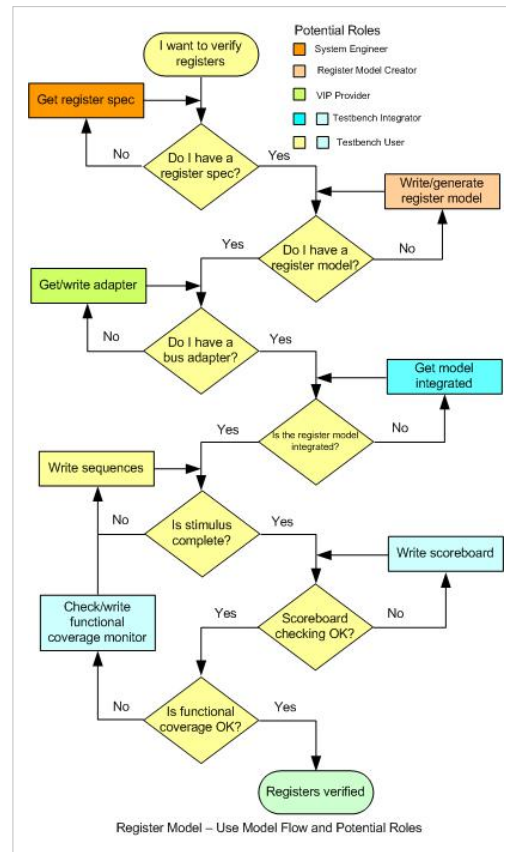 Potential Roles
System Engineer
Register Model Creator
VIP Provider
Testbench Integrator
Testbench User
I want to verify
registers
Get register spec
No
Do I have a
register spec?
Yes
Write/generate
register model
Yes
Do I have a
register model?
No
Get/write adapter
No
Do I have a
bus adapter?
Yes
Get model
integrated
Yes
Is the register model
integrated?
No
Write sequences
No
Is stimulus
complete?
Yes
Write scoreboard
Check/write
functional
coverage monitor
Yes
Scoreboard
checking OK?
No
No
Is functional
coverage OK?
Yes
Registers verified
Register Model – Use Model Flow and Potential Roles